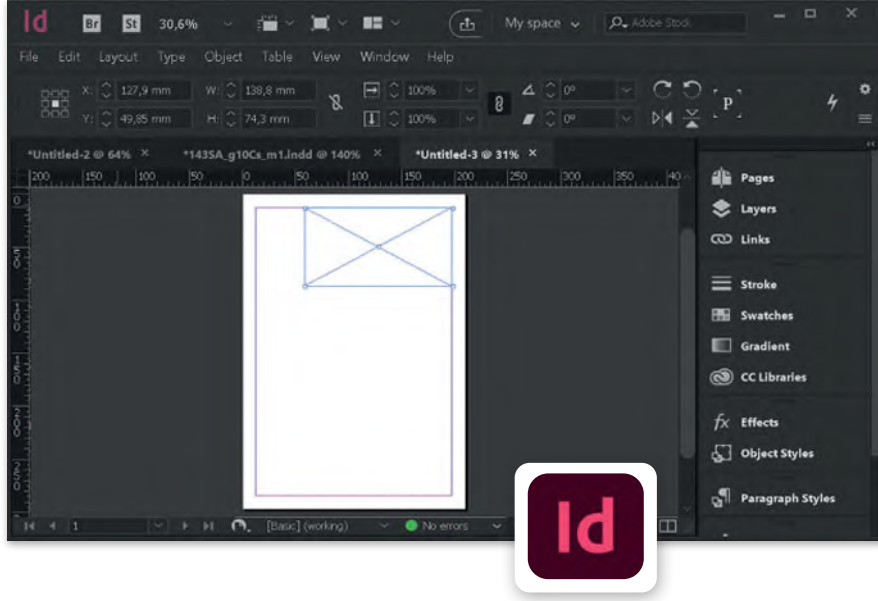 Id Br St 30,6% My space Adobe Stock
File Edit Layout Type Object Table View Window Help
X: 127,9 mm W: 138,8 mm 100% 0° P
Y: 49,85 mm H: 74,3 mm 100% 0°
*Untitled-2 @ 64% × *143SA_g10Cs_m1.indd @ 140% × *Untitled-3 @ 31% ×
200 150 100 50 0 50 100 150 200 250 300 350 40
0
Pages
Layers
Links
Stroke
Swatches
Gradient
CC Libraries
fx Effects
Object Styles
Paragraph Styles
1 [Basic] (working) No errors
Id